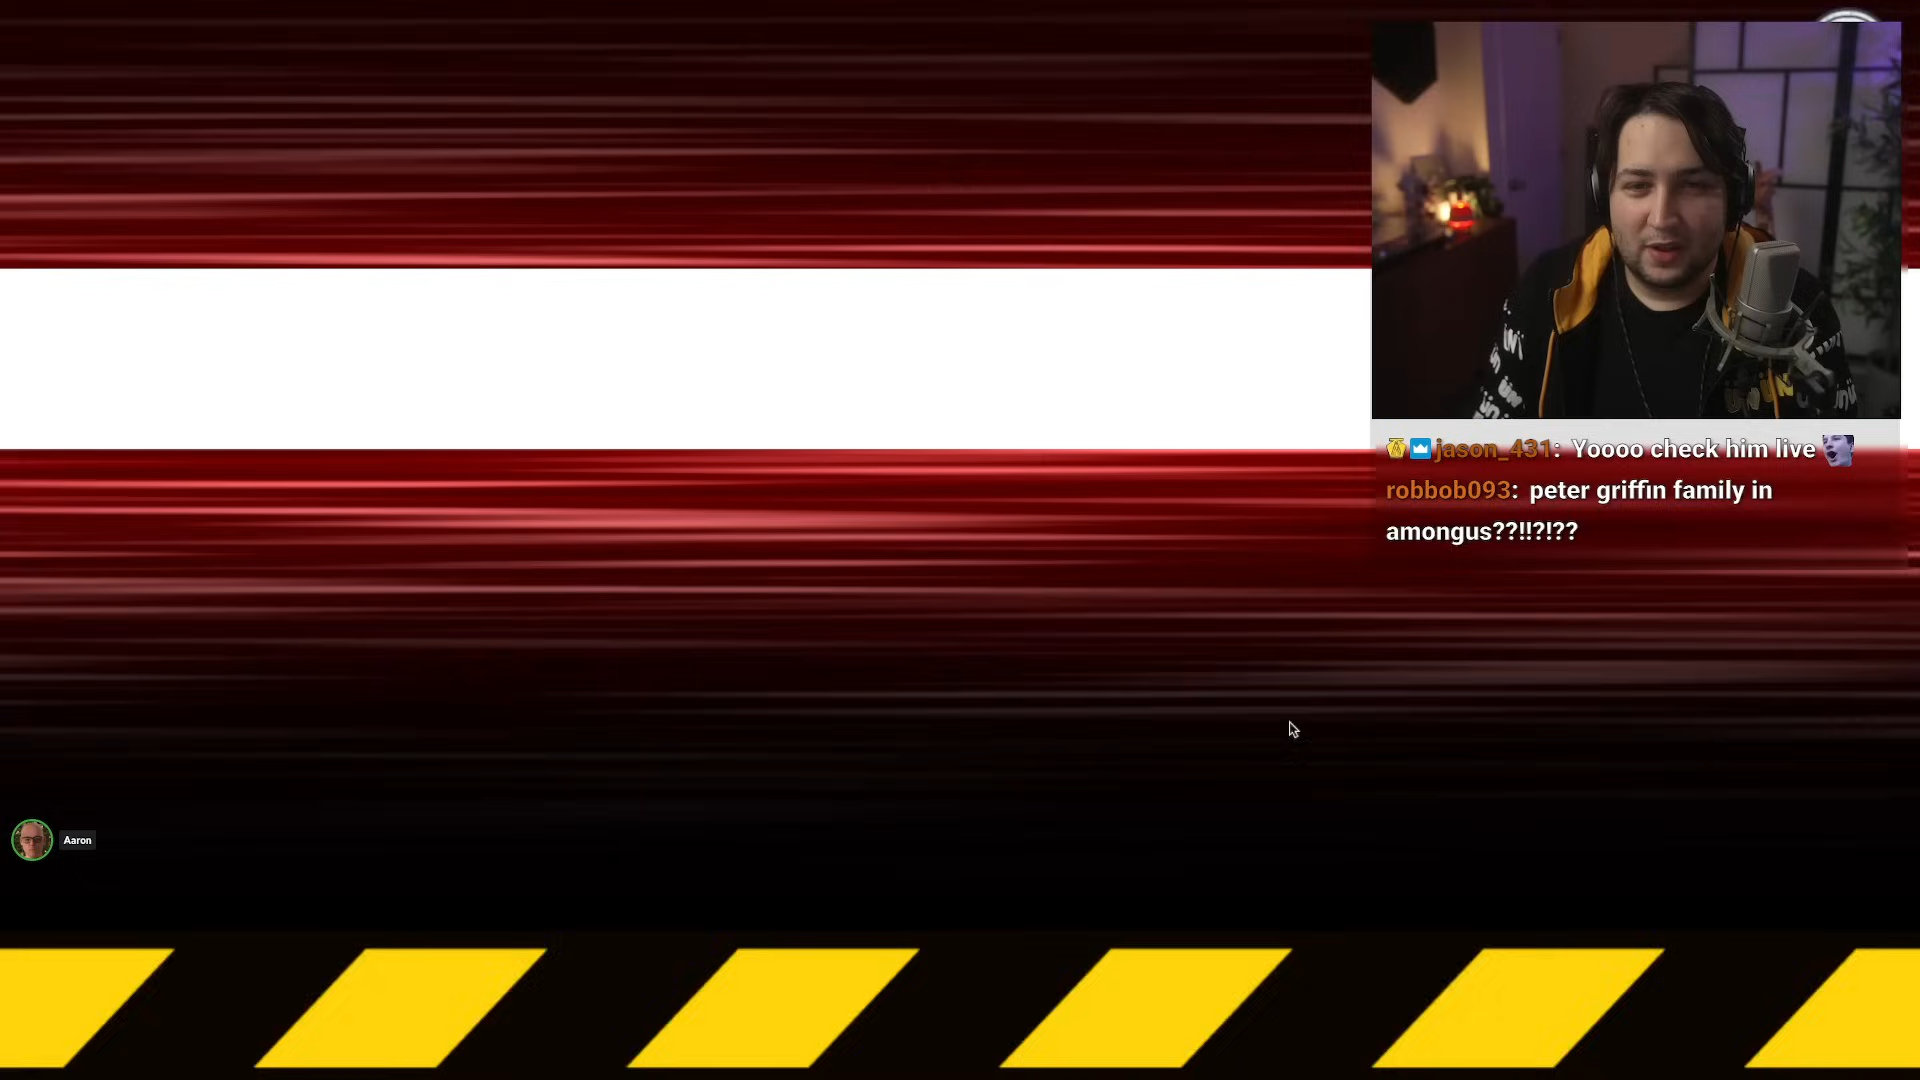 jason_431: Yoooo check him live
robbob093: peter griffin family in
amongus??!!?!??
Aaron